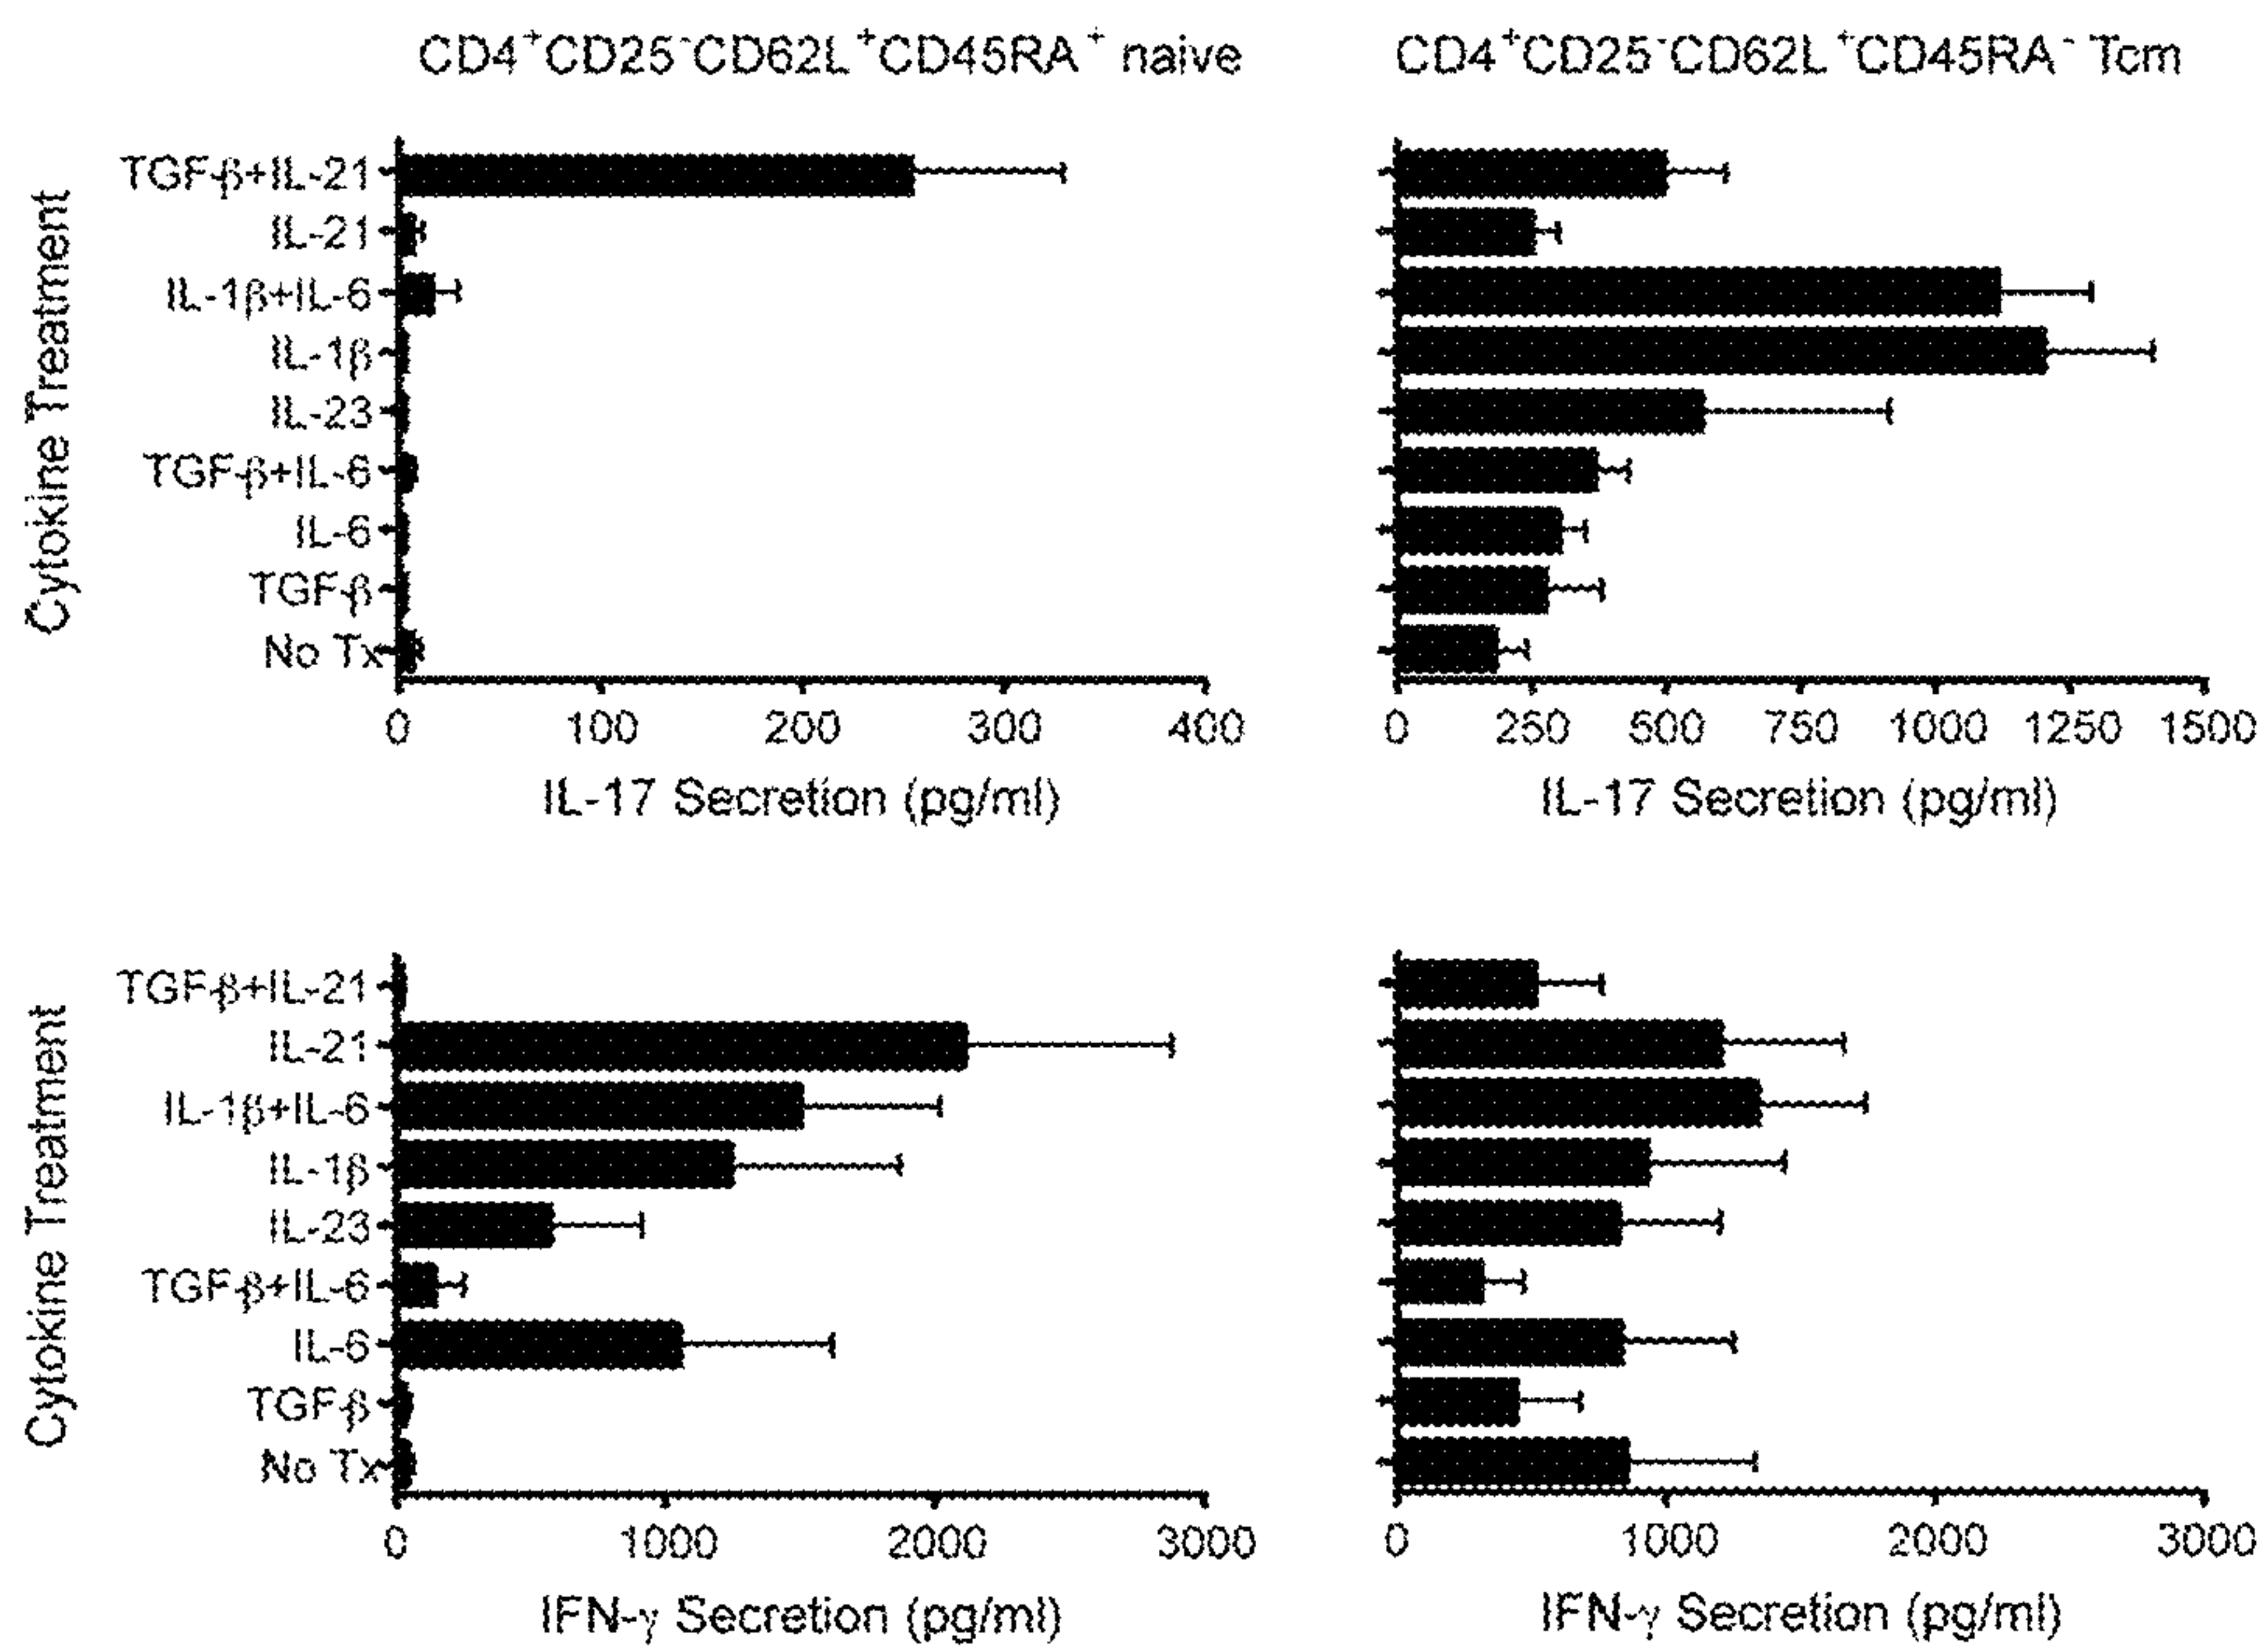 CD4⁺CD25⁻CD62L⁺CD45RA⁺ naive
CD4⁺CD25⁻CD62L⁺CD45RA⁻ Tcm
Cytokine Treatment
TGF-β+IL-21
IL-21
IL-1β+IL-6
IL-1β
IL-23
TGF-β+IL-6
IL-6
TGF-β
No Tx
0 100 200 300 400
IL-17 Secretion (pg/ml)
0 250 500 750 1000 1250 1500
IL-17 Secretion (pg/ml)
Cytokine Treatment
TGF-β+IL-21
IL-21
IL-1β+IL-6
IL-1β
IL-23
TGF-β+IL-6
IL-6
TGF-β
No Tx
0 1000 2000 3000
IFN-γ Secretion (pg/ml)
0 1000 2000 3000
IFN-γ Secretion (pg/ml)